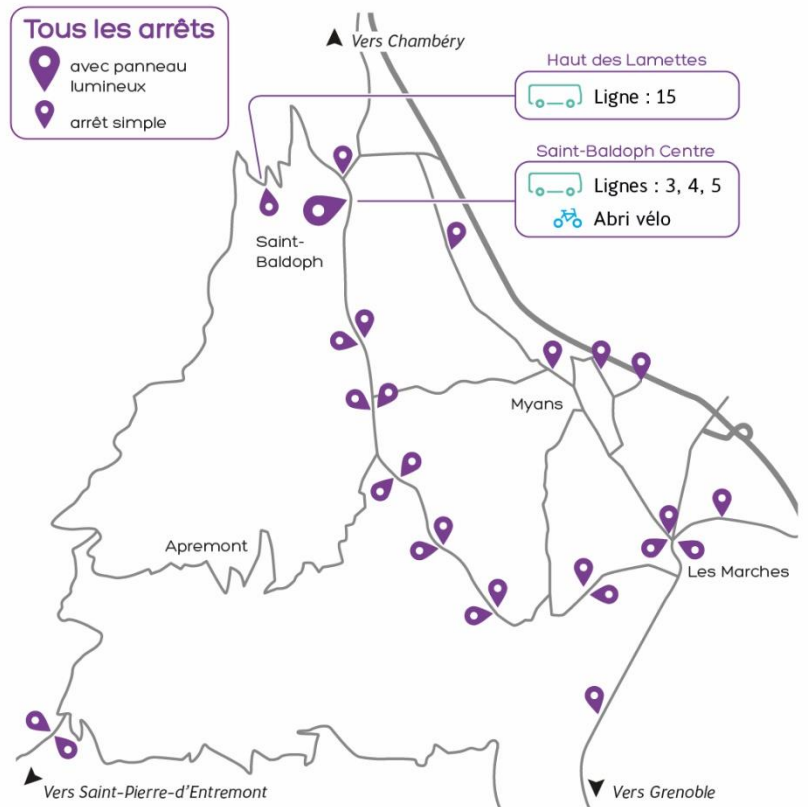 Tous les arrêts
avec panneau
lumineux
arrêt simple
Vers Chambéry
Haut des Lamettes
Ligne : 15
Saint-Baldoph Centre
Lignes : 3, 4, 5
Abri vélo
Saint-
Baldoph
Myans
Apremont
Les Marches
Vers Saint-Pierre-d'Entremont
Vers Grenoble